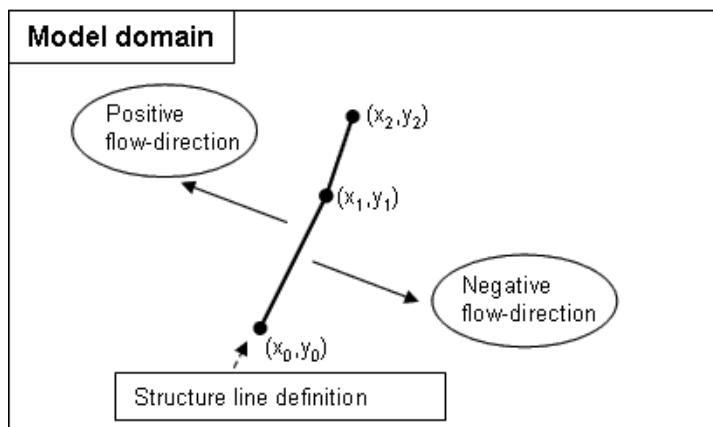 Model domain
Positive
flow-direction
(x₂,y₂)
(x₁,y₁)
Negative
flow-direction
(x₀,y₀)
Structure line definition